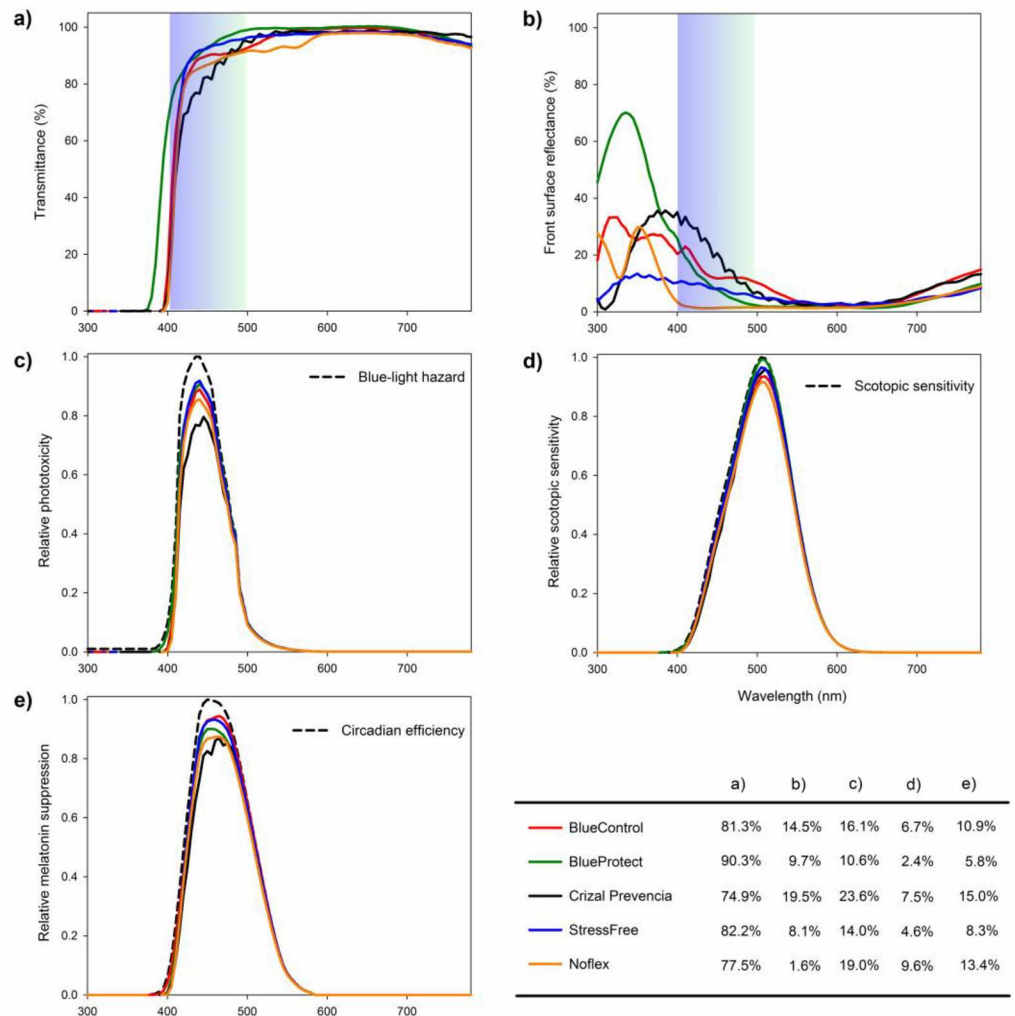 a)
100
80
60
40
20
0
Transmittance (%)
300 400 500 600 700
b)
100
80
60
40
20
0
Front surface reflectance (%)
300 400 500 600 700
c)
1.0
0.8
0.6
0.4
0.2
0.0
Relative phototoxicity
Blue-light hazard
300 400 500 600 700
d)
1.0
0.8
0.6
0.4
0.2
0.0
Relative scotopic sensitivity
Scotopic sensitivity
300 400 500 600 700
Wavelength (nm)
e)
1.0
0.8
0.6
0.4
0.2
0.0
Relative melatonin suppression
Circadian efficiency
300 400 500 600 700
a) b) c) d) e)
BlueControl 81.3% 14.5% 16.1% 6.7% 10.9%
BlueProtect 90.3% 9.7% 10.6% 2.4% 5.8%
Crizal Prevencia 74.9% 19.5% 23.6% 7.5% 15.0%
StressFree 82.2% 8.1% 14.0% 4.6% 8.3%
Noflex 77.5% 1.6% 19.0% 9.6% 13.4%